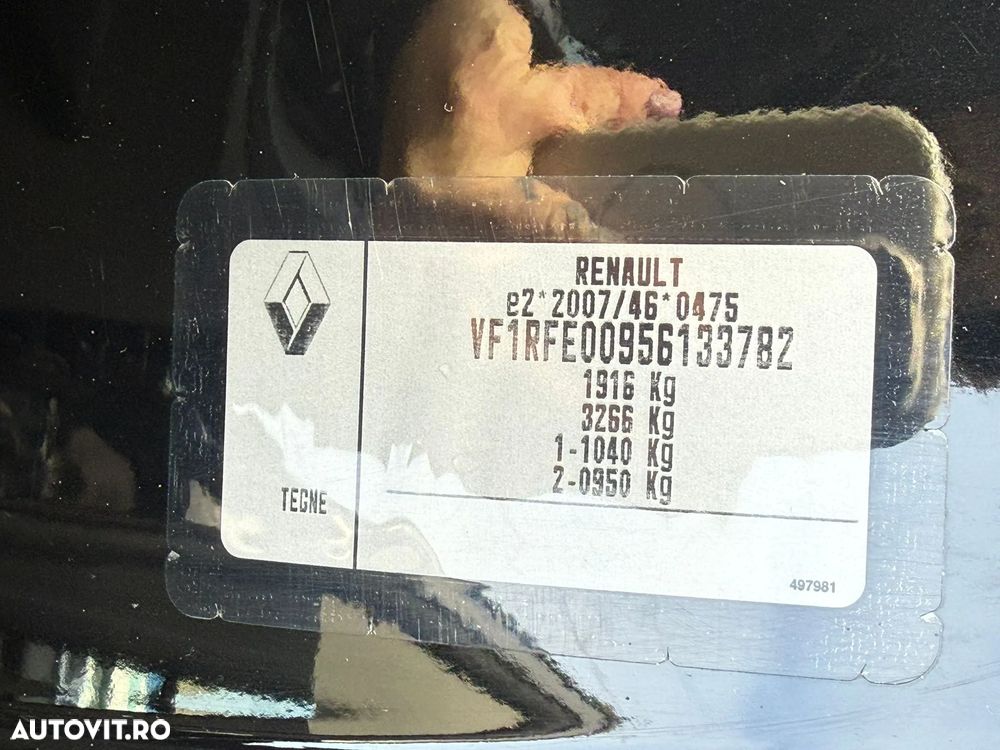 RENAULT
e2*2007/46*0475
VF1RFE00956133782
1916 Kg
3266 Kg
1-1040 Kg
2-0950 Kg
TEGNE
497981
AUTOVIT.RO